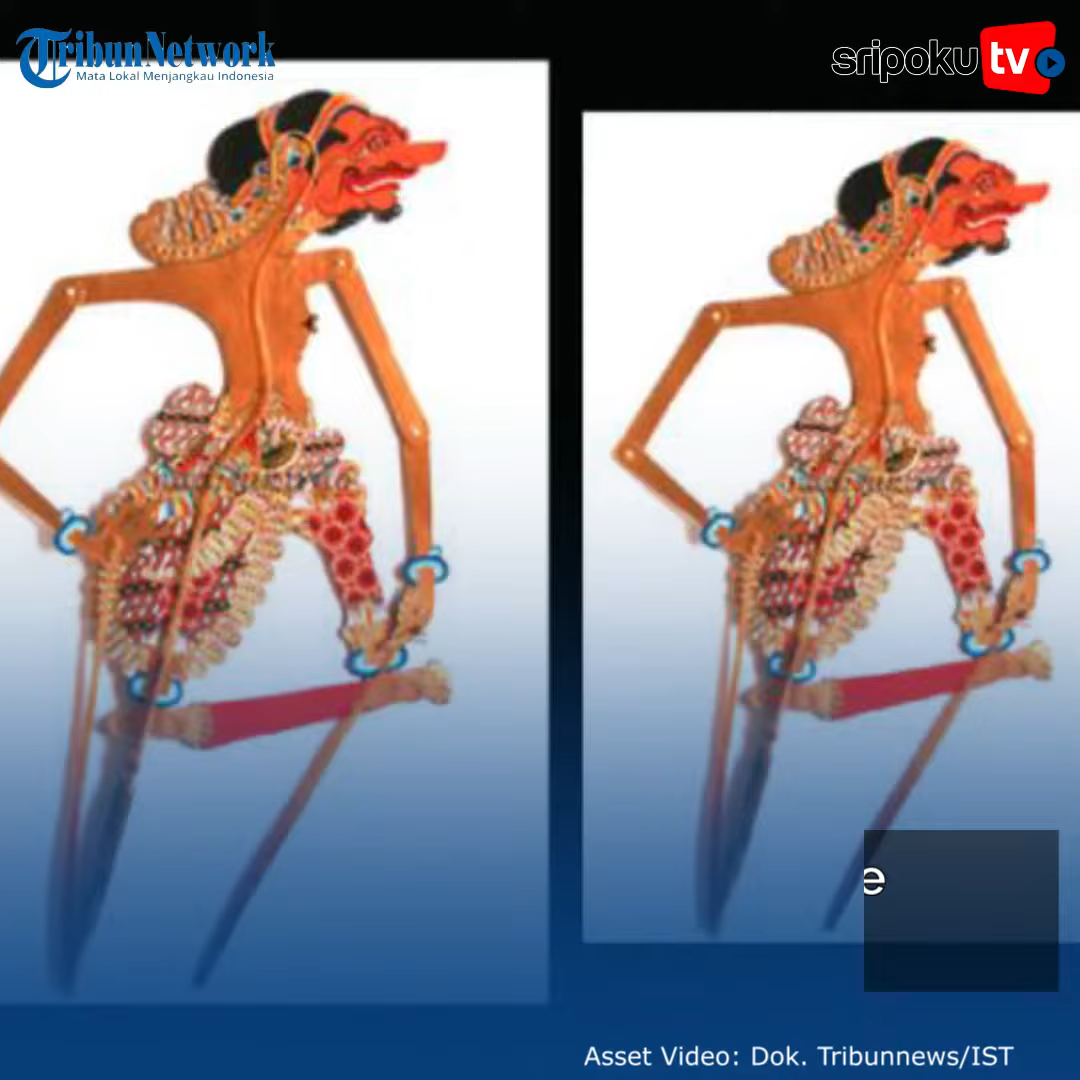 TribunNetwork
Mata Lokal Menjangkau Indonesia
sripoku tv
e
Asset Video: Dok. Tribunnews/IST